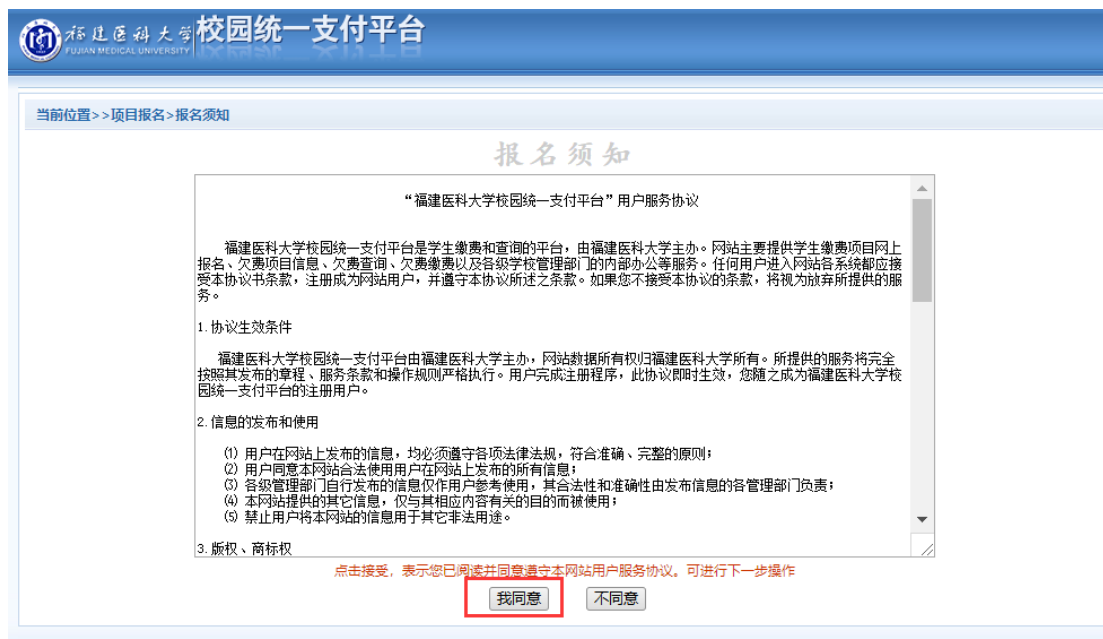 福建医科大学
FUJIAN MEDICAL UNIVERSITY
校园统一支付平台
当前位置>>项目报名>报名须知
报名须知
“福建医科大学校园统一支付平台”用户服务协议
福建医科大学校园统一支付平台是学生缴费和查询的平台，由福建医科大学主办。网站主要提供学生缴费项目网上
报名、欠费项目信息、欠费查询、欠费缴费以及各级学校管理部门的内部办公等服务。任何用户进入网站各系统都应接
受本协议书条款，注册成为网站用户，并遵守本协议所述之条款。如果您不接受本协议的条款，将视为放弃所提供的服
务。
1.协议生效条件
福建医科大学校园统一支付平台由福建医科大学主办，网站数据所有权归福建医科大学所有。所提供的服务将完全
按照其发布的章程、服务条款和操作规则严格执行。用户完成注册程序，此协议即时生效，您随之成为福建医科大学校
园统一支付平台的注册用户。
2.信息的发布和使用
(1) 用户在网站上发布的信息，均必须遵守各项法律法规，符合准确、完整的原则；
(2) 用户同意本网站合法使用用户在网站上发布的所有信息；
(3) 各级管理部门自行发布的信息仅作用户参考使用，其合法性和准确性由发布信息的各管理部门负责；
(4) 本网站提供的其它信息，仅与其相应内容有关的目的而被使用；
(5) 禁止用户将本网站的信息用于其它非法用途。
3.版权、商标权
点击接受，表示您已阅读并同意遵守本网站用户服务协议。可进行下一步操作
我同意 不同意